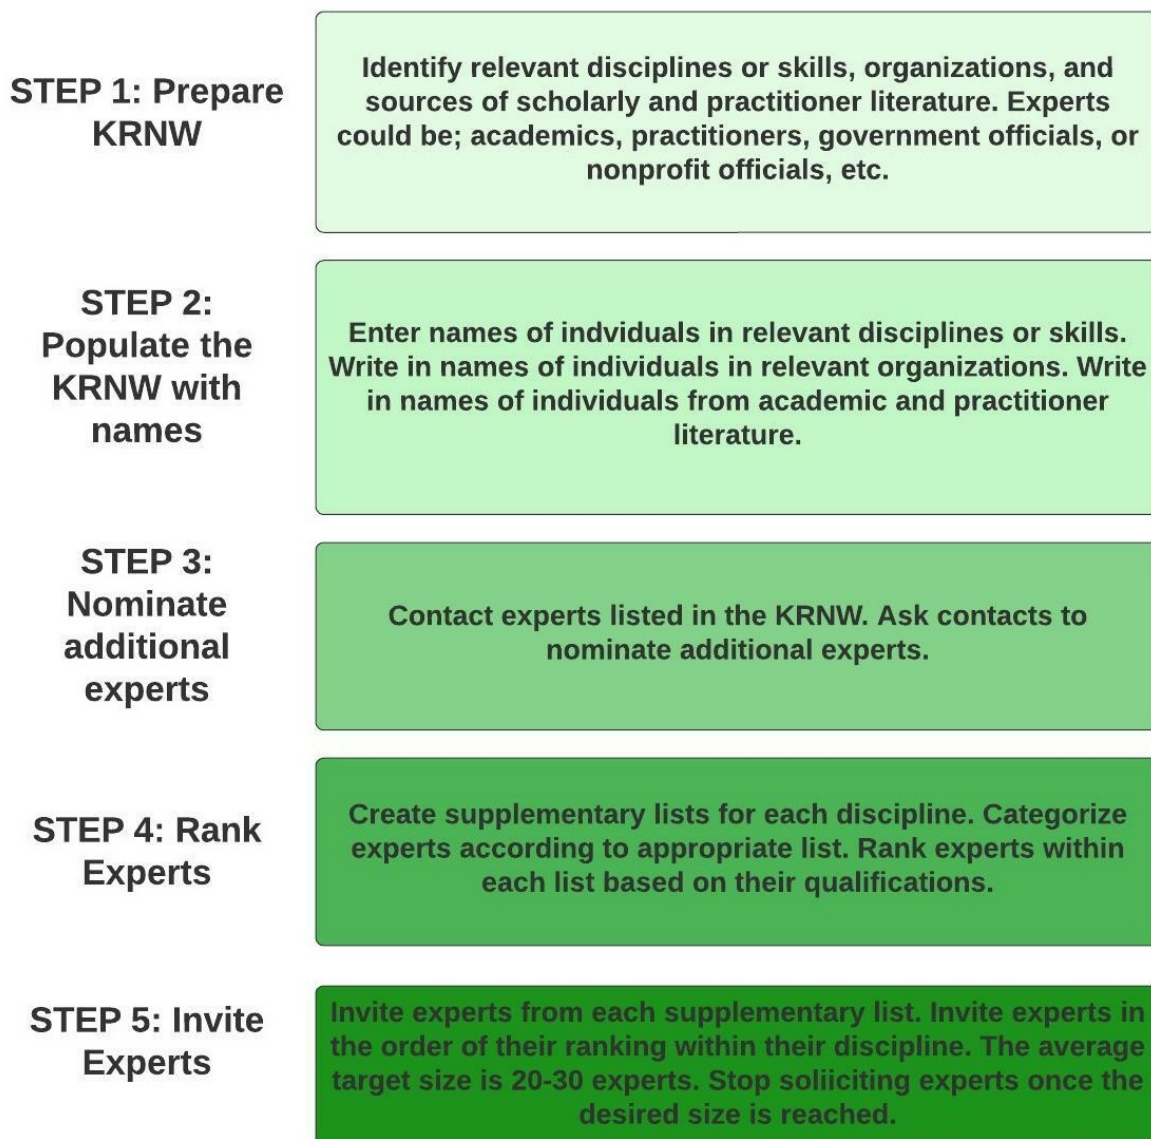 STEP 1: Prepare
KRNW
Identify relevant disciplines or skills, organizations, and
sources of scholarly and practitioner literature. Experts
could be; academics, practitioners, government officials, or
nonprofit officials, etc.
STEP 2:
Populate the
KRNW with
names
Enter names of indviduals in relevant disciplines or skills.
Write in names of individuals in relevant organizations. Write
in names of individuals from academic and practitioner
literature.
STEP 3:
Nominate
additional
experts
Contact experts listed in the KRNW. Ask contacts to
nominate additional experts.
STEP 4: Rank
Experts
Create supplementary lists for each discipline. Categorize
experts according to appropriate list. Rank experts within
each list based on their qualifications.
STEP 5: Invite
Experts
Invite experts from each supplementary list. Invite experts in
the order of their ranking within their discipline. The average
target size is 20-30 experts. Stop soliiciting experts once the
desired size is reached.